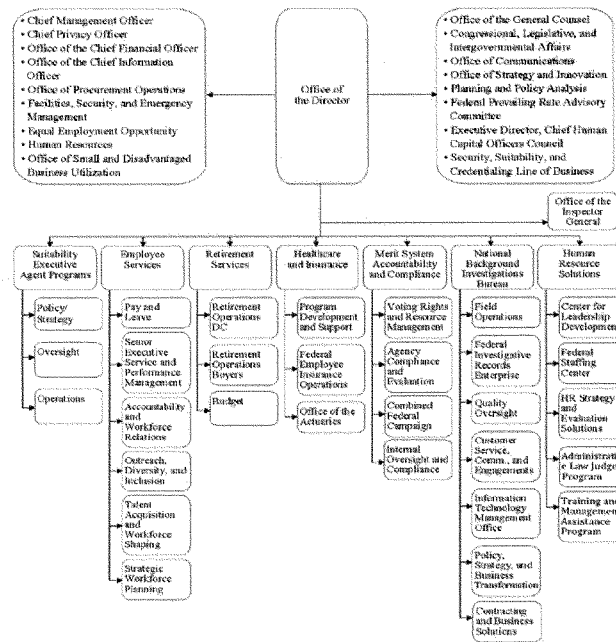 • Chief Management Officer
• Chief Privacy Officer
• Office of the Chief Financial Officer
• Office of the Chief Information
Officer
• Office of Procurement Operations
• Facilities, Security, and Emergency
Management
• Equal Employment Opportunity
• Human Resources
• Office of Small and Disadvantaged
Business Utilization
Office of
the Director
• Office of the General Counsel
• Congressional, Legislative, and
Intergovernmental Affairs
• Office of Communications
• Office of Strategy and Innovation
• Planning and Policy Analysis
• Federal Prevailing Rate Advisory
Committee
• Executive Director, Chief Human
Capital Officers Council
• Security, Suitability, and
Credentialing Line of Business
Office of the
Inspector
General
Suitability
Executive
Agent Programs
Policy/
Strategy
Oversight
Operations
Employee
Services
Pay and
Leave
Senior
Executive
Service and
Performance
Management
Accountability
and
Workforce
Relations
Outreach,
Diversity, and
Inclusion
Talent
Acquisition
and
Workforce
Shaping
Strategic
Workforce
Planning
Retirement
Services
Retirement
Operations
DC
Retirement
Operations
Boyers
Budget
Healthcare
and Insurance
Program
Development
and Support
Federal
Employee
Insurance
Operations
Office of the
Actuaries
Merit System
Accountability
and Compliance
Voting Rights
and Resource
Management
Agency
Compliance
and
Evaluation
Combined
Federal
Campaign
Internal
Oversight and
Compliance
National
Background
Investigations
Bureau
Field
Operations
Federal
Investigative
Records
Enterprise
Quality
Oversight
Customer
Service,
Comm., and
Engagements
Information
Technology
Management
Office
Policy,
Strategy, and
Business
Transformation
Contracting
and Business
Solutions
Human
Resource
Solutions
Center for
Leadership
Development
Federal
Staffing
Center
HR Strategy
and
Evaluation
Solutions
Administrativ
e Law Judge
Program
Training and
Management
Assistance
Program